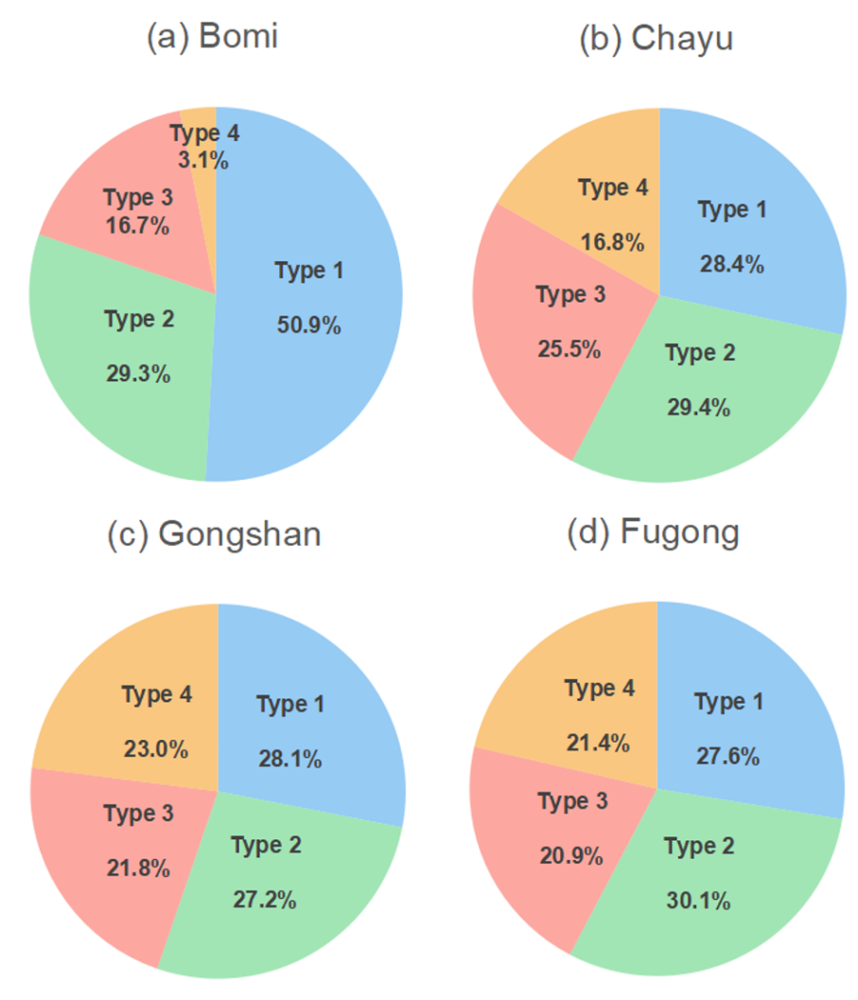 (a) Bomi
Type 4
3.1%
Type 3
16.7%
Type 1
50.9%
Type 2
29.3%
(b) Chayu
Type 4
16.8%
Type 1
28.4%
Type 3
25.5%
Type 2
29.4%
(c) Gongshan
Type 4
23.0%
Type 1
28.1%
Type 3
21.8%
Type 2
27.2%
(d) Fugong
Type 4
21.4%
Type 1
27.6%
Type 3
20.9%
Type 2
30.1%